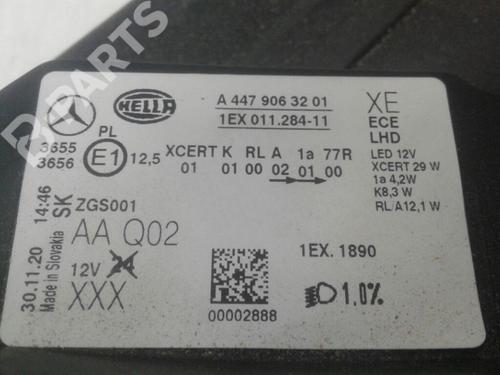 B-PARTS
HELLA
A 447 906 32 01
1EX 011.284-11
XE
ECE
LHD
LED 12V
XCERT 29 W
1a 4,2W
K8,3 W
RL/A12,1 W
PL
3655
3656
E1 12,5
XCERT K RL A 1a 77R
01 01 00 02 01 00
30.11.20 14:46
Made in Slovakia SK
ZGS001
AA Q02
12V
XXX
00002888
1EX. 1890
1,0%